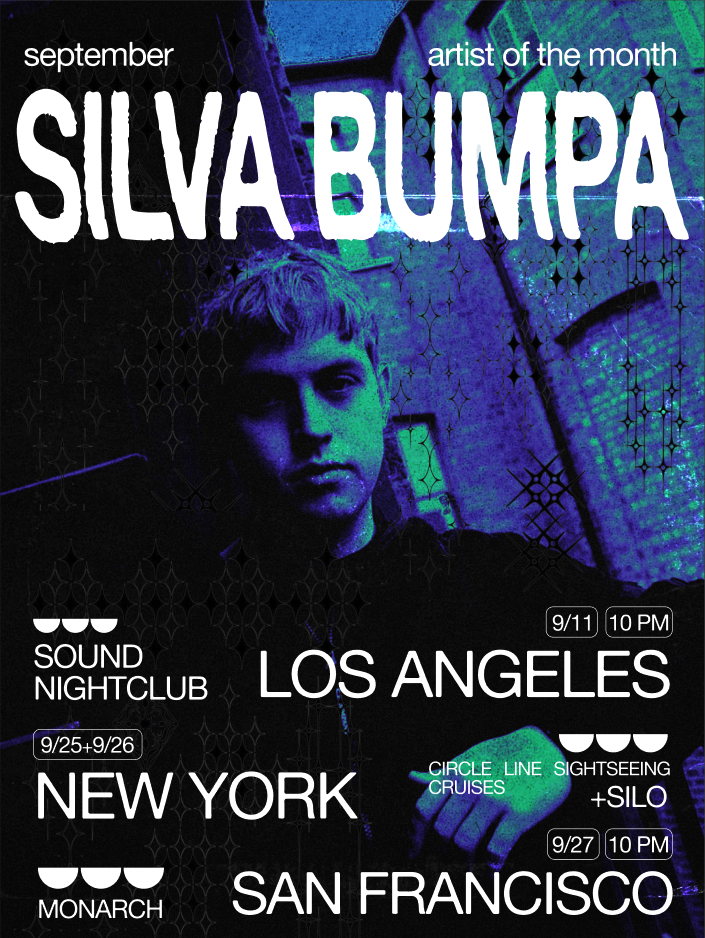 september
artist of the month
SILVA BUMPA
9/11 10 PM
SOUND
NIGHTCLUB
LOS ANGELES
9/25+9/26
NEW YORK
CIRCLE LINE SIGHTSEEING
CRUISES
+SILO
9/27 10 PM
MONARCH
SAN FRANCISCO